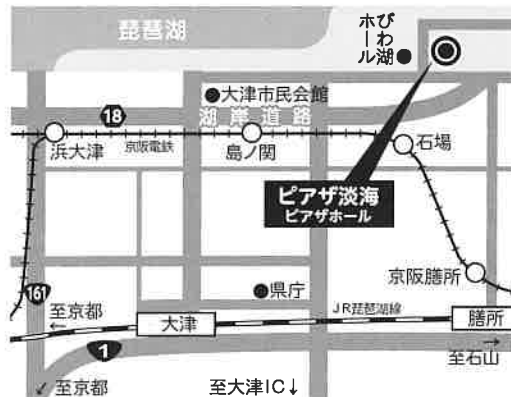 琵琶湖
びわ湖
ホール
大津市民会館
18
湖岸道路
浜大津
京阪電鉄
島ノ関
石場
ピアザ淡海
ピアザホール
京阪膳所
161
県庁
至京都
←
JR琵琶湖線
大津
膳所
1
→
至石山
↙至京都
至大津IC↓